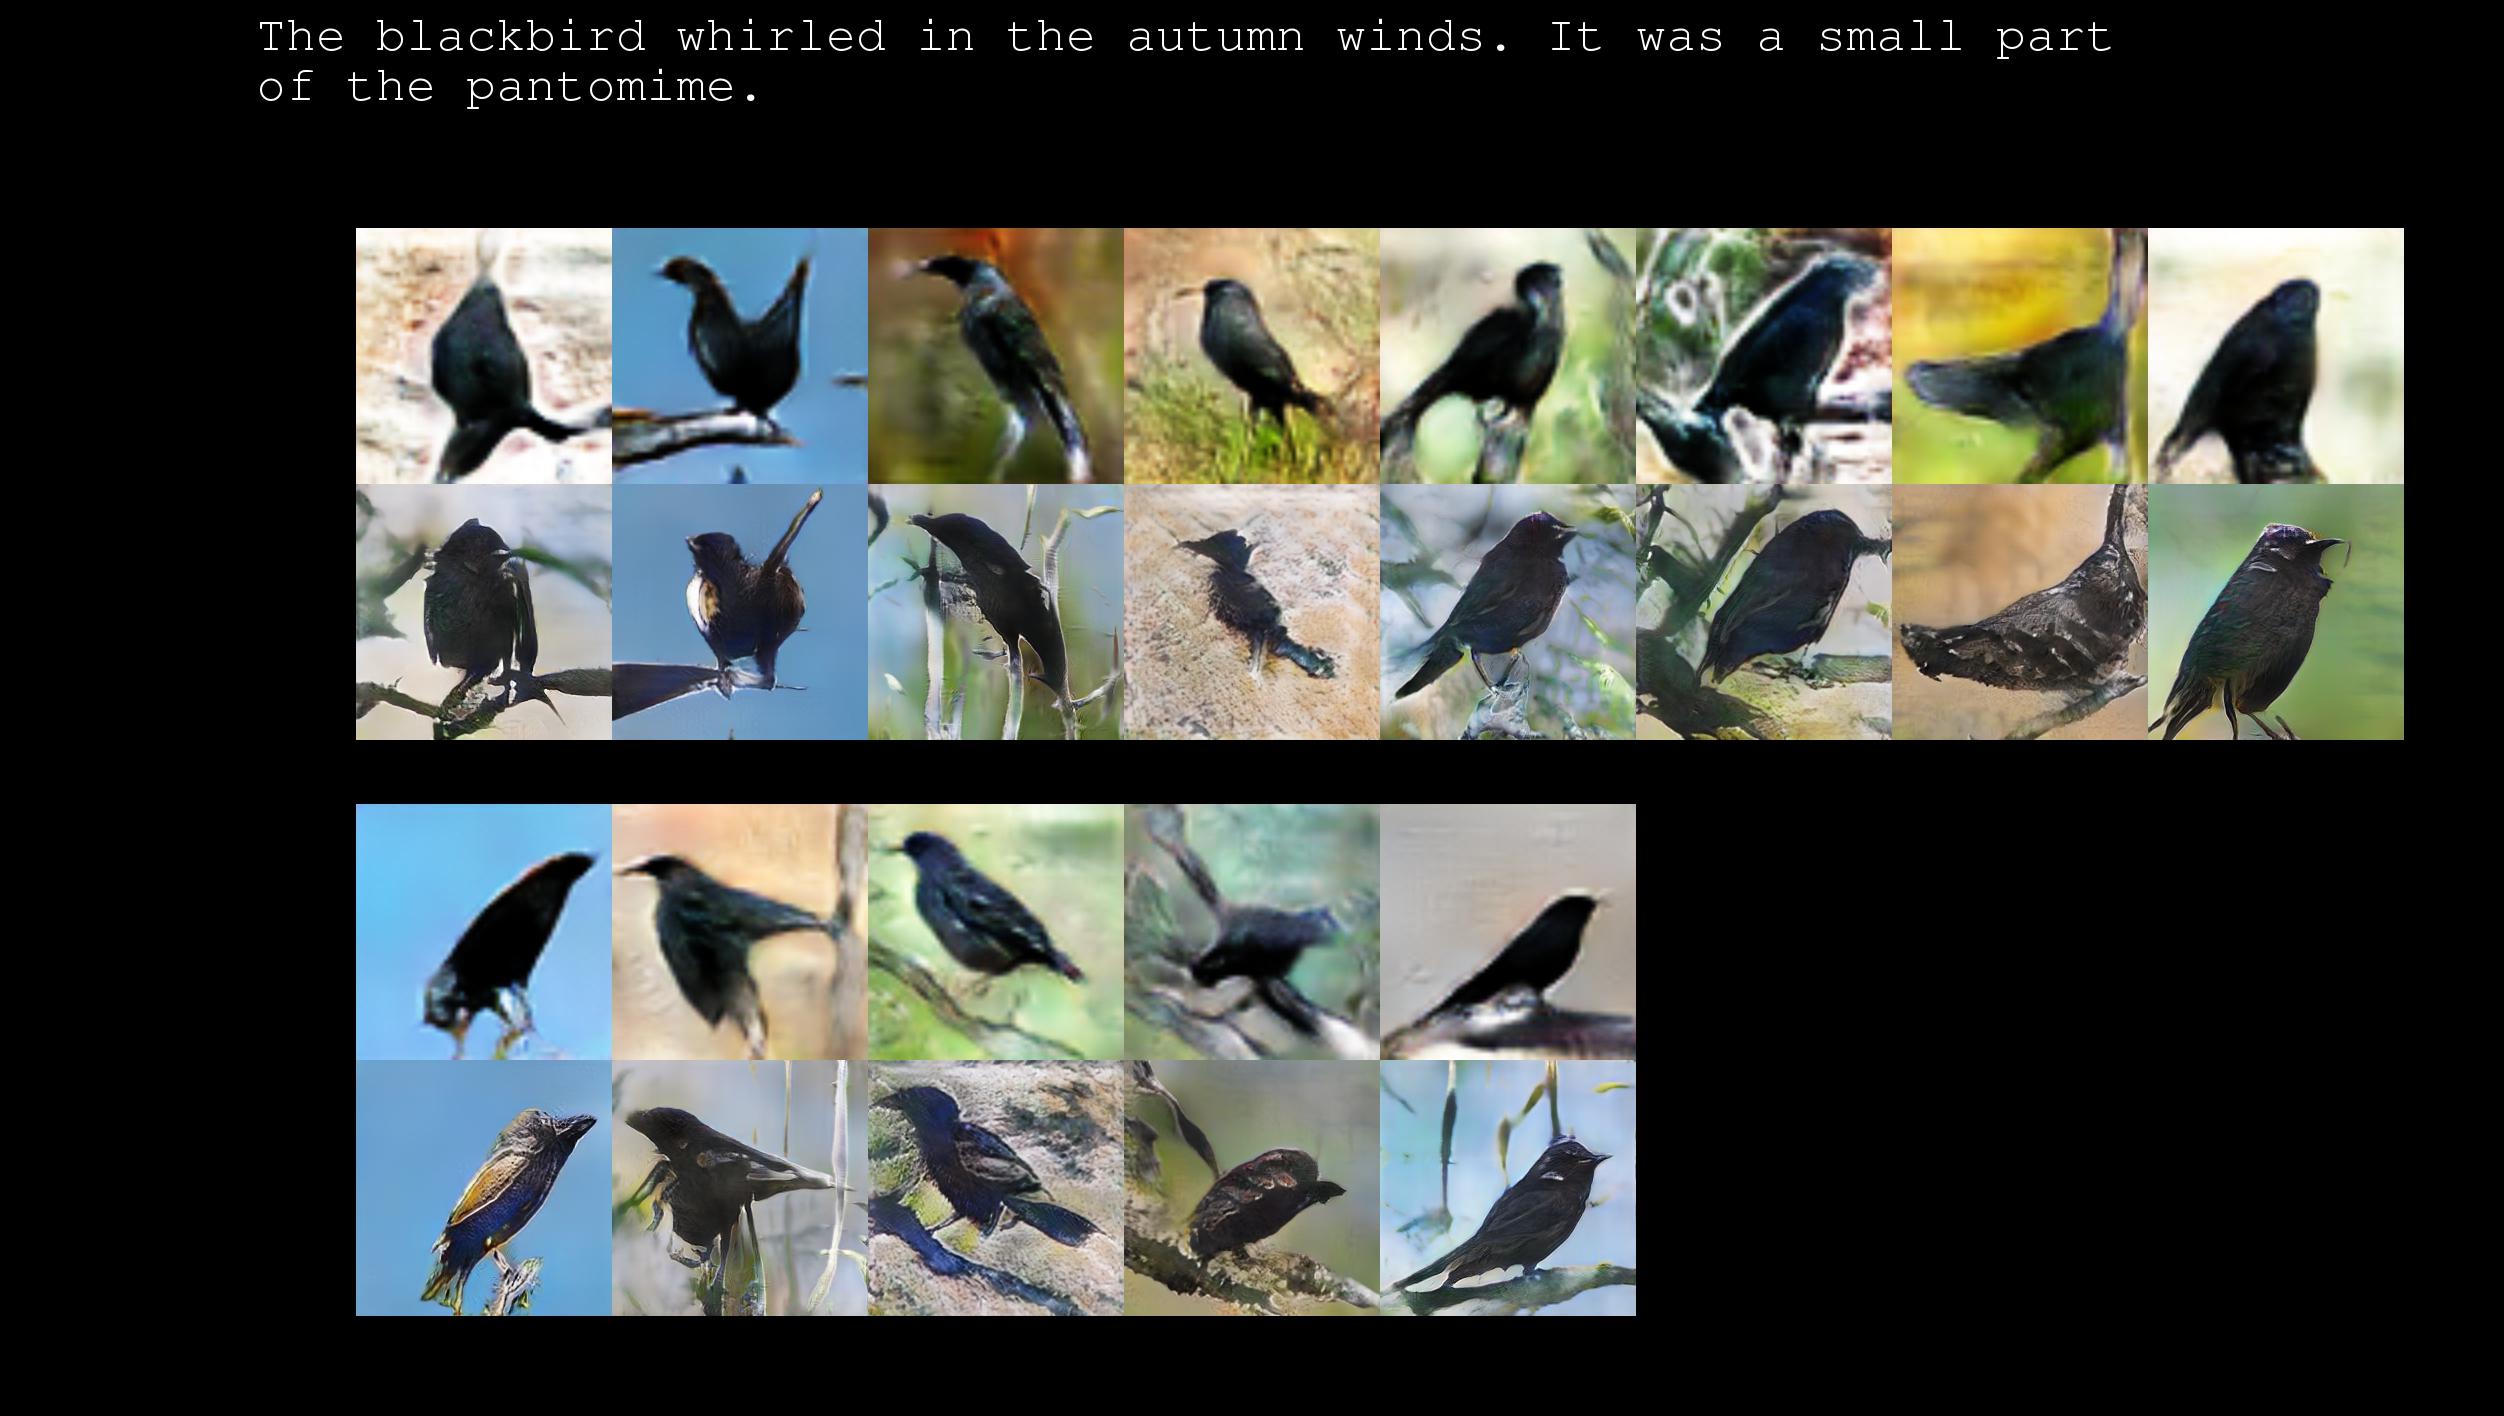 The blackbird whirled in the autumn winds. It was a small part
of the pantomime.